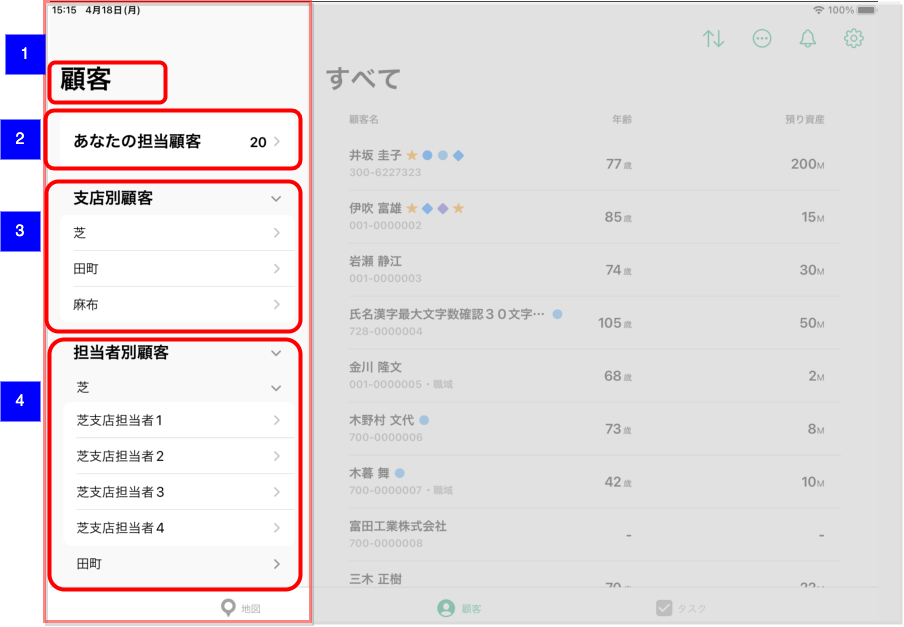 15:15 4月18日(月)
100%
1
顧客
すべて
2
あなたの担当顧客 20
3
支店別顧客
芝
田町
麻布
4
担当者別顧客
芝
芝支店担当者1
芝支店担当者2
芝支店担当者3
芝支店担当者4
田町
顧客名 年齢 預り資産
井坂 圭子 77歳 200M
300-6227323
伊吹 富雄 85歳 15M
001-0000002
岩瀬 静江 74歳 30M
001-0000003
氏名漢字最大文字数確認30文字… 105歳 50M
728-0000004
金川 隆文 68歳 2M
001-0000005・職域
木野村 文代 73歳 8M
700-0000006
木暮 舞 42歳 10M
700-0000007・職域
富田工業株式会社 - -
700-0000008
三木 正樹
地図 顧客 タスク